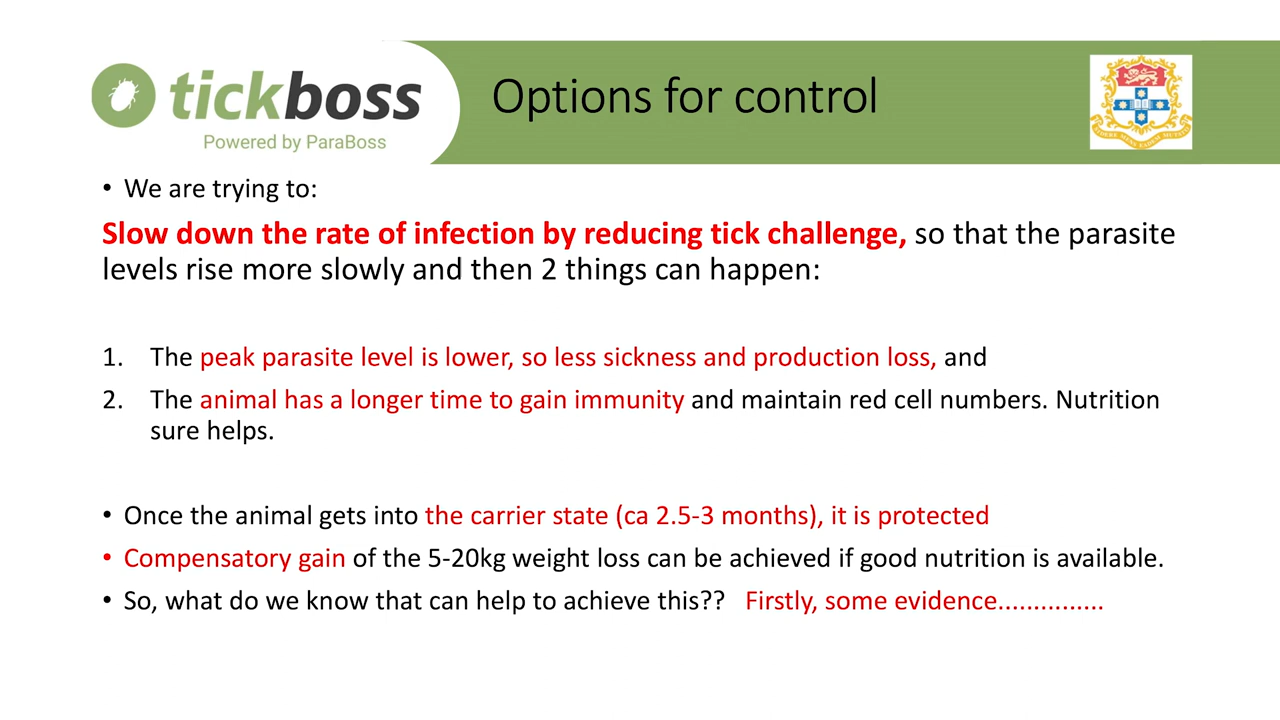 tickboss
Powered by ParaBoss
Options for control
• We are trying to:
Slow down the rate of infection by reducing tick challenge, so that the parasite
levels rise more slowly and then 2 things can happen:
1. The peak parasite level is lower, so less sickness and production loss, and
2. The animal has a longer time to gain immunity and maintain red cell numbers. Nutrition
sure helps.
• Once the animal gets into the carrier state (ca 2.5-3 months), it is protected
• Compensatory gain of the 5-20kg weight loss can be achieved if good nutrition is available.
• So, what do we know that can help to achieve this?? Firstly, some evidence...............